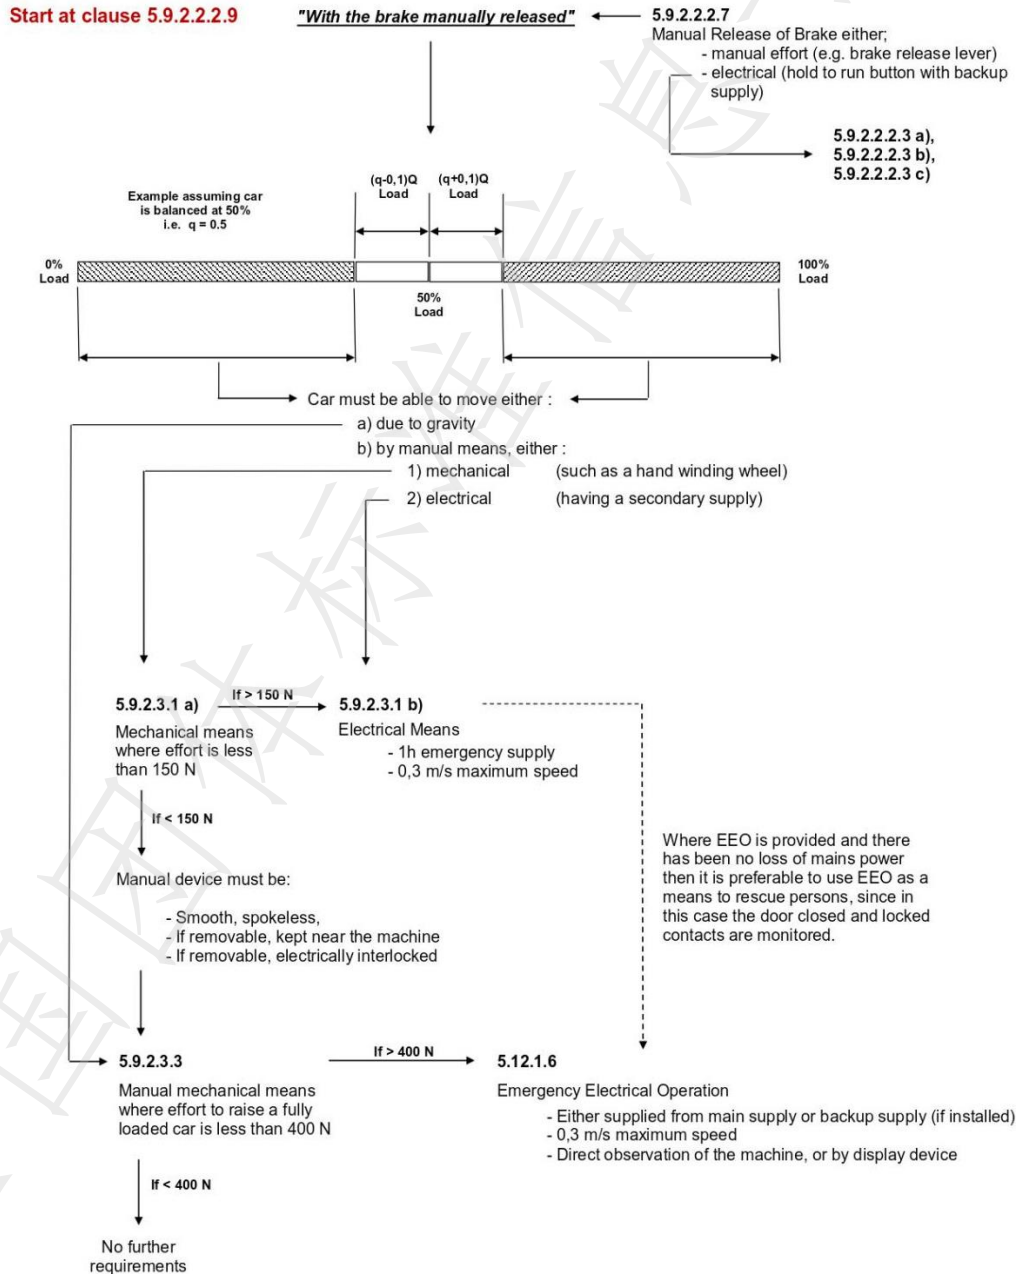 Start at clause 5.9.2.2.2.9
"With the brake manually released"
5.9.2.2.2.7
Manual Release of Brake either;
- manual effort (e.g. brake release lever)
- electrical (hold to run button with backup
supply)
5.9.2.2.2.3 a),
5.9.2.2.2.3 b),
5.9.2.2.2.3 c)
(q-0,1)Q
Load
(q+0,1)Q
Load
Example assuming car
is balanced at 50%
i.e. q = 0.5
0%
Load
100%
Load
50%
Load
Car must be able to move either :
a) due to gravity
b) by manual means, either :
1) mechanical (such as a hand winding wheel)
2) electrical (having a secondary supply)
5.9.2.3.1 a)
If > 150 N
5.9.2.3.1 b)
Mechanical means
where effort is less
than 150 N
Electrical Means
- 1h emergency supply
- 0,3 m/s maximum speed
If < 150 N
Manual device must be:
- Smooth, spokeless,
- If removable, kept near the machine
- If removable, electrically interlocked
Where EEO is provided and there
has been no loss of mains power
then it is preferable to use EEO as a
means to rescue persons, since in
this case the door closed and locked
contacts are monitored.
5.9.2.3.3
If > 400 N
5.12.1.6
Manual mechanical means
where effort to raise a fully
loaded car is less than 400 N
Emergency Electrical Operation
- Either supplied from main supply or backup supply (if installed)
- 0,3 m/s maximum speed
- Direct observation of the machine, or by display device
If < 400 N
No further
requirements
国团体标准信息